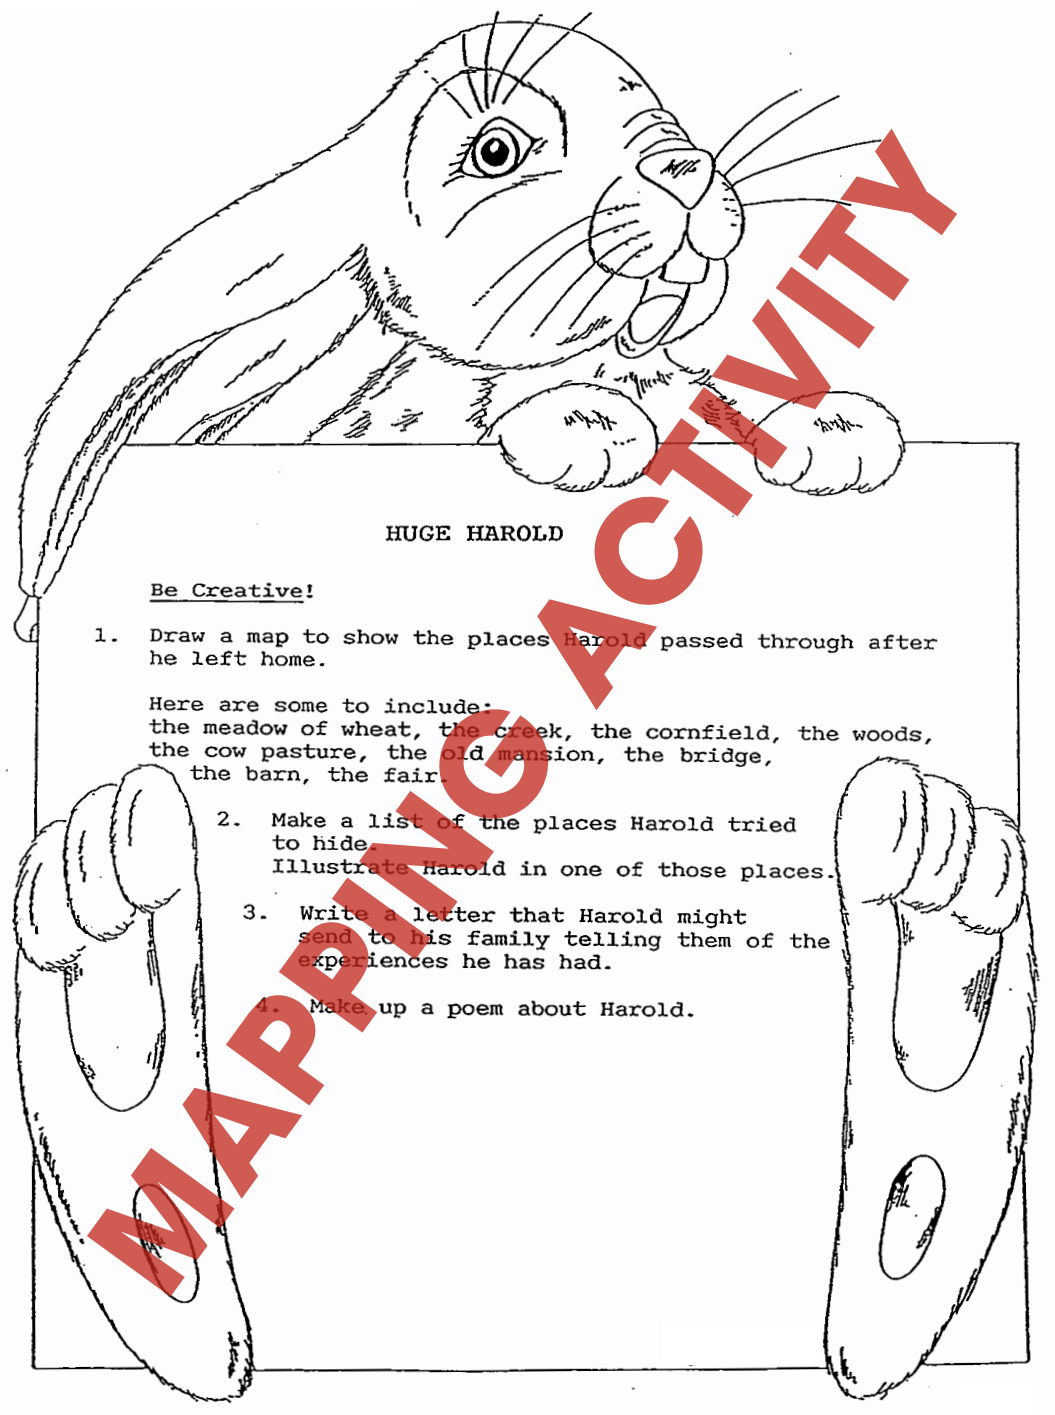 HUGE HAROLD
Be Creative!
1. Draw a map to show the places Harold passed through after
he left home.
Here are some to include:
the meadow of wheat, the creek, the cornfield, the woods,
the cow pasture, the old mansion, the bridge,
the barn, the fair.
2. Make a list of the places Harold tried
to hide.
Illustrate Harold in one of those places.
3. Write a letter that Harold might
send to his family telling them of the
experiences he has had.
4. Make up a poem about Harold.
MAPPING ACTIVITY